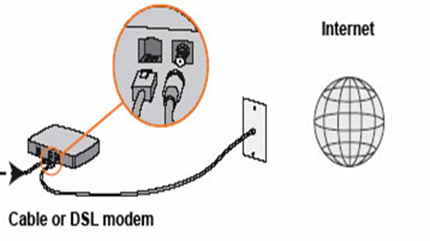 Internet
Cable or DSL modem